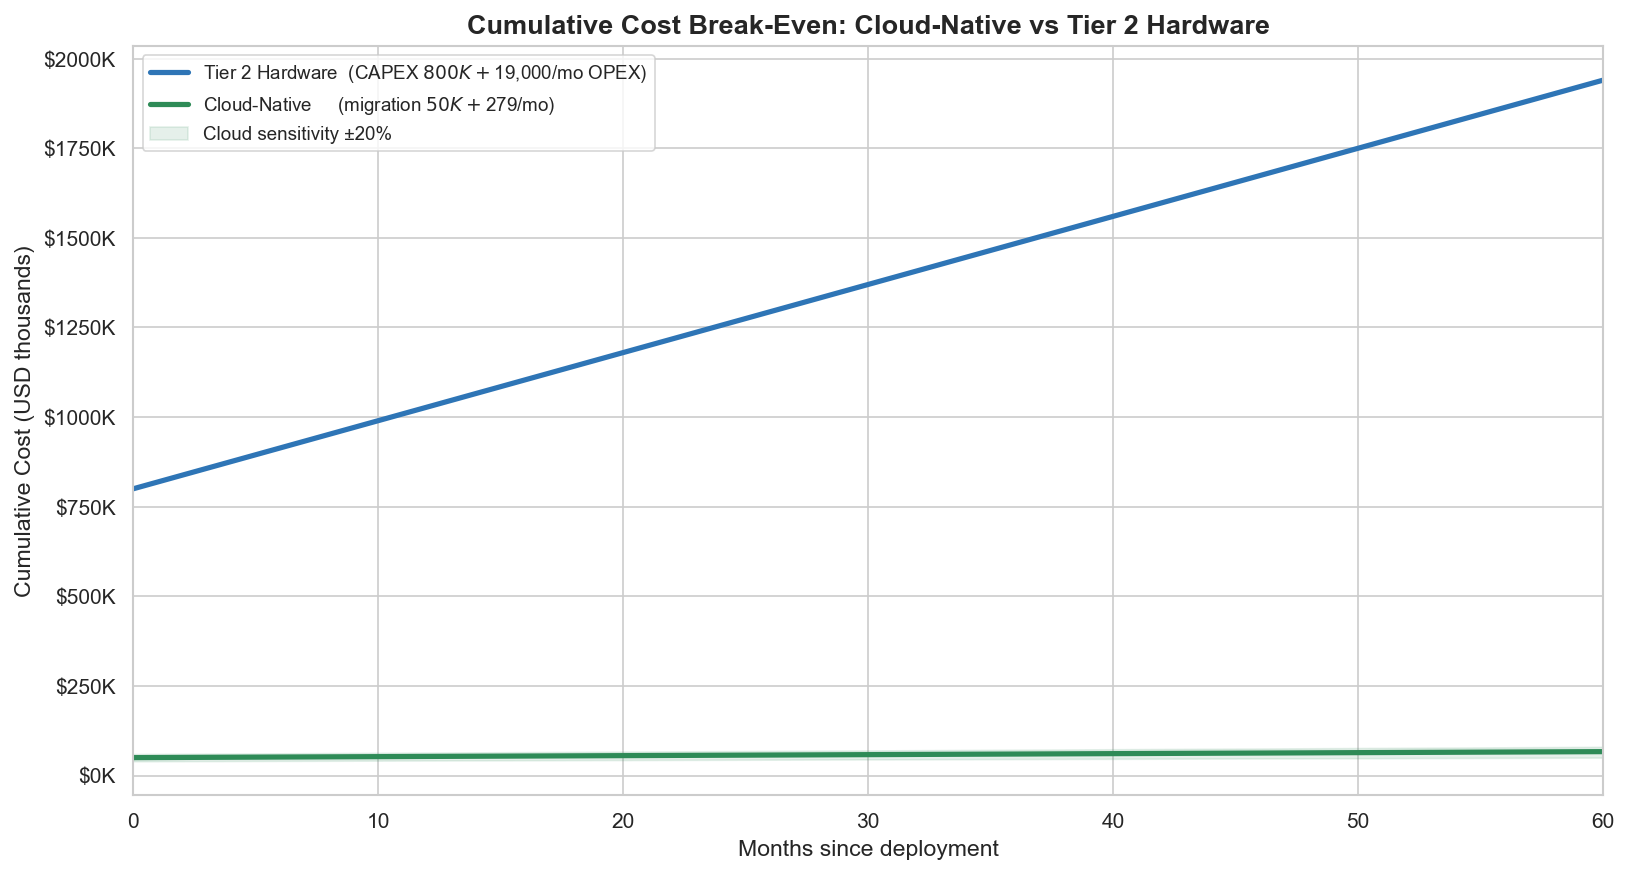 Cumulative Cost Break-Even: Cloud-Native vs Tier 2 Hardware
Tier 2 Hardware (CAPEX 800K + 19,000/mo OPEX)
Cloud-Native (migration 50K + 279/mo)
Cloud sensitivity ±20%
Cumulative Cost (USD thousands)
$2000K
$1750K
$1500K
$1250K
$1000K
$750K
$500K
$250K
$0K
0 10 20 30 40 50 60
Months since deployment